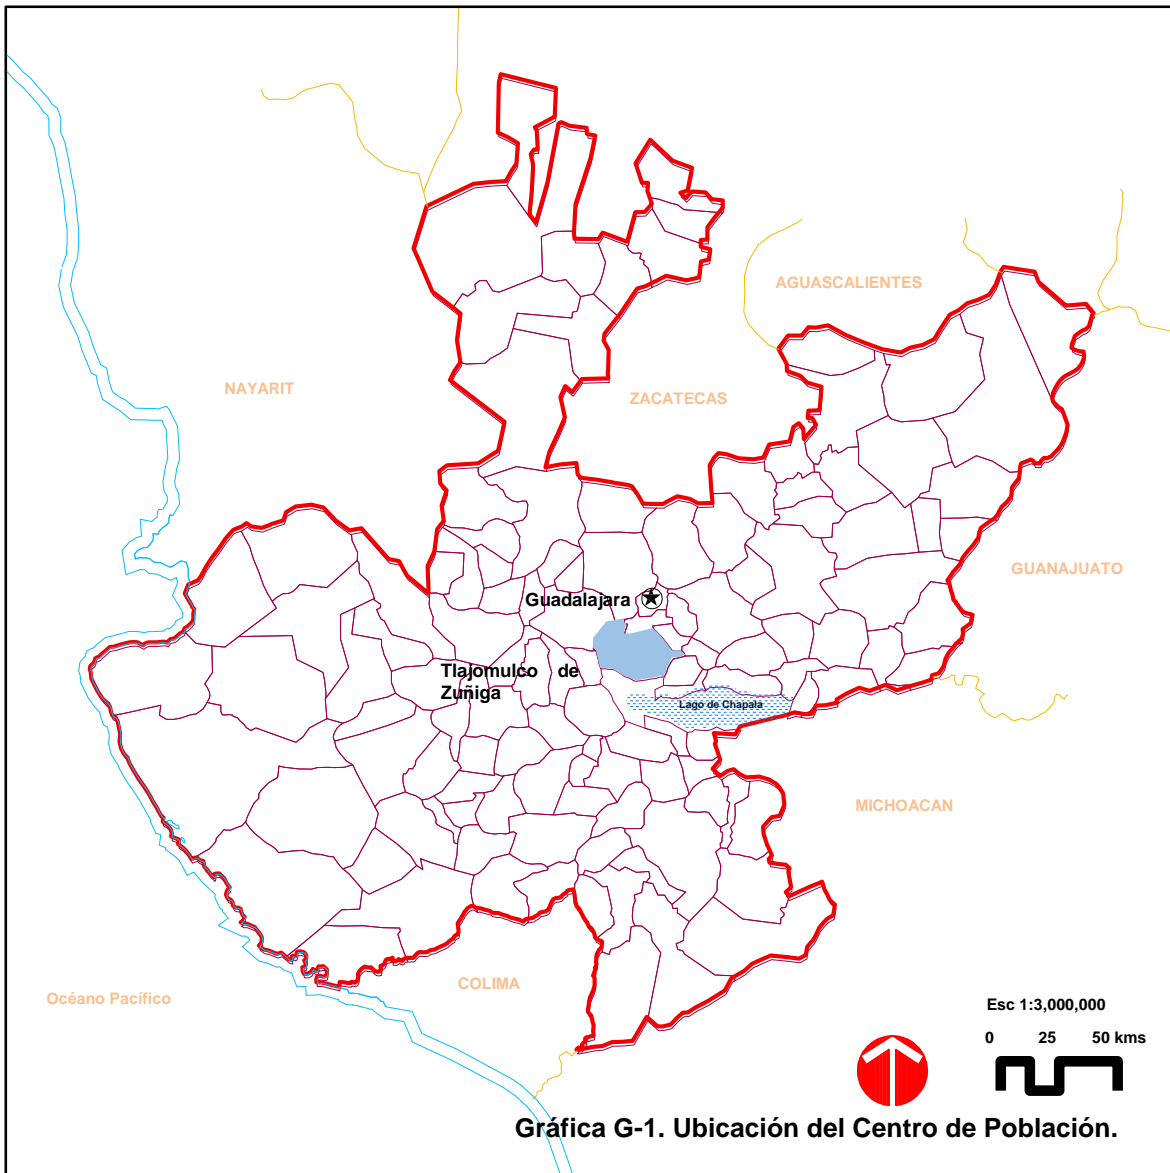 AGUASCALIENTES
NAYARIT
ZACATECAS
GUANAJUATO
Guadalajara
Tlajomulco de
Zuñiga
Lago de Chapala
MICHOACAN
COLIMA
Océano Pacífico
Esc 1:3,000,000
0 25 50 kms
Gráfica G-1. Ubicación del Centro de Población.